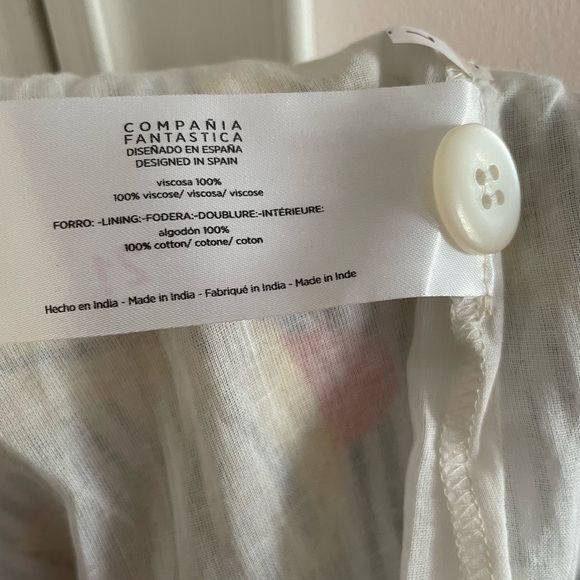 COMPAÑIA
FANTASTICA
DISEÑADO EN ESPAÑA
DESIGNED IN SPAIN
viscosa 100%
100% viscose/ viscosa/ viscose
FORRO: -LINING:-FODERA:-DOUBLURE:-INTÉRIEURE:
algodón 100%
100% cotton/ cotone/ coton
Hecho en India - Made in India - Fabriqué in India - Made in Inde